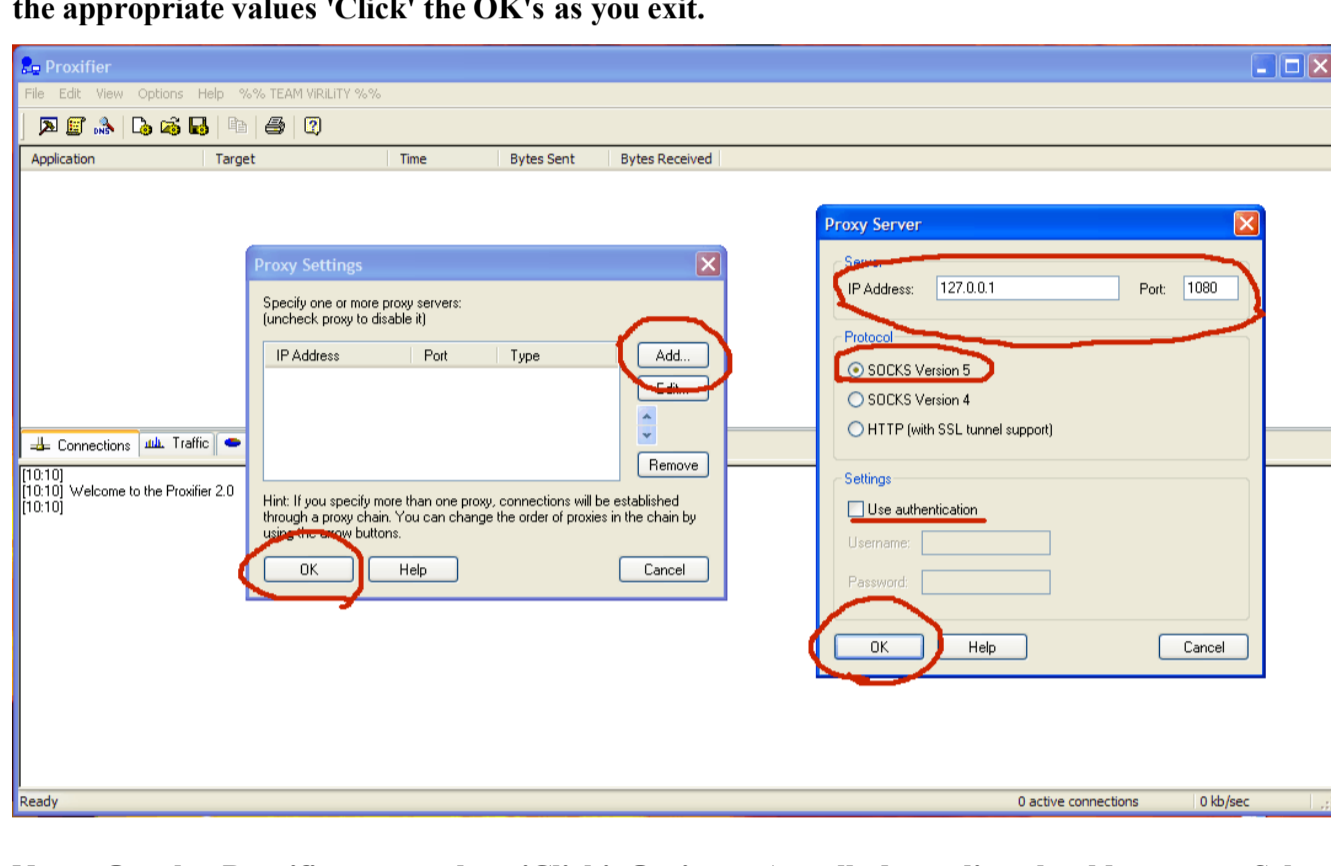 the appropriate values 'Click' the OK's as you exit.
Proxifier
File Edit View Options Help %% TEAM ViRiLiTY %%
DNS
Application Target Time Bytes Sent Bytes Received
Proxy Settings
Specify one or more proxy servers:
(uncheck proxy to disable it)
IP Address Port Type
Add...
Edit...
Remove
Hint: If you specify more than one proxy, connections will be established
through a proxy chain. You can change the order of proxies in the chain by
using the arrow buttons.
OK Help Cancel
Proxy Server
Server
IP Address: 127.0.0.1 Port: 1080
Protocol
SOCKS Version 5
SOCKS Version 4
HTTP (with SSL tunnel support)
Settings
Use authentication
Username:
Password:
OK Help Cancel
Connections Traffic
[10:10]
[10:10] Welcome to the Proxifier 2.0
[10:10]
Ready 0 active connections 0 kb/sec